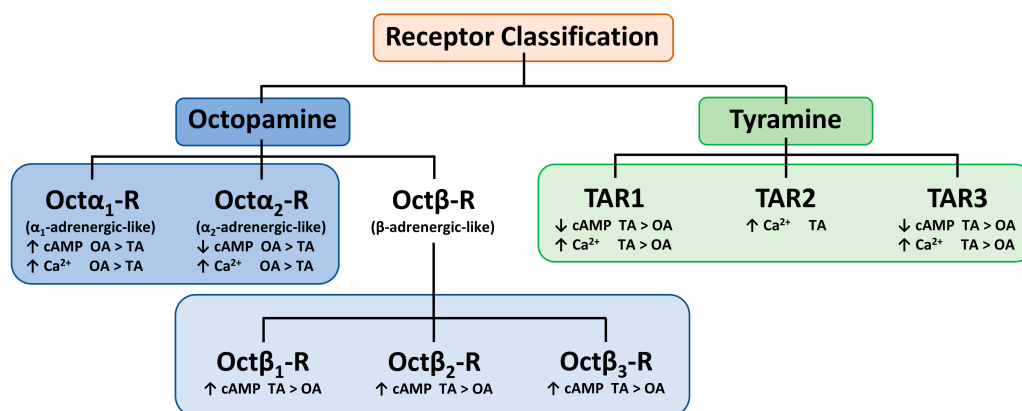 Receptor Classification
Octopamine
Tyramine
Octα₁-R
(α₁-adrenergic-like)
↑ cAMP OA > TA
↑ Ca²⁺ OA > TA
Octα₂-R
(α₂-adrenergic-like)
↓ cAMP OA > TA
↑ Ca²⁺ OA > TA
Octβ-R
(β-adrenergic-like)
TAR1
↓ cAMP TA > OA
↑ Ca²⁺ TA > OA
TAR2
↑ Ca²⁺ TA
TAR3
↓ cAMP TA > OA
↑ Ca²⁺ TA > OA
Octβ₁-R
↑ cAMP TA > OA
Octβ₂-R
↑ cAMP TA > OA
Octβ₃-R
↑ cAMP TA > OA